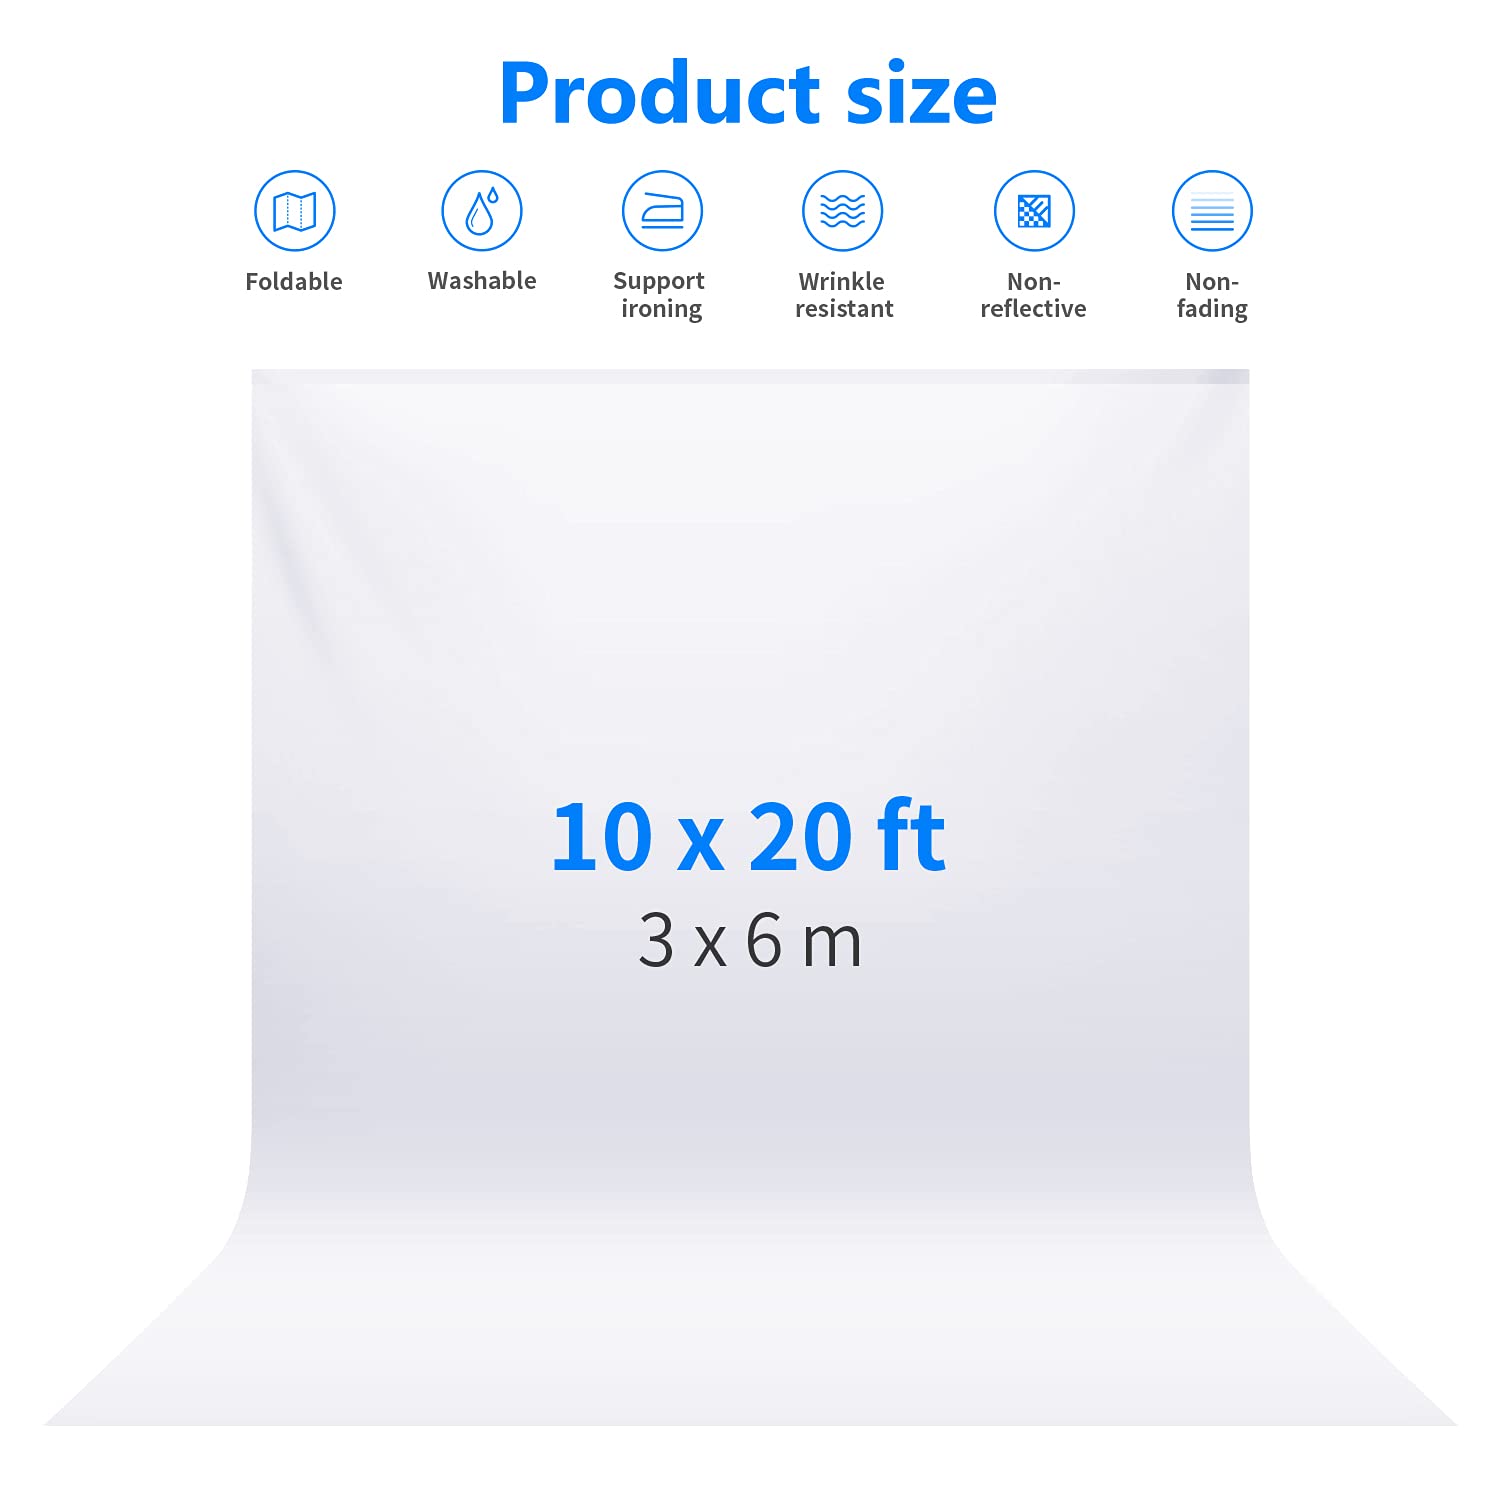 Product size
Foldable
Washable
Support
ironing
Wrinkle
resistant
Non-
reflective
Non-
fading
10 x 20 ft
3 x 6 m